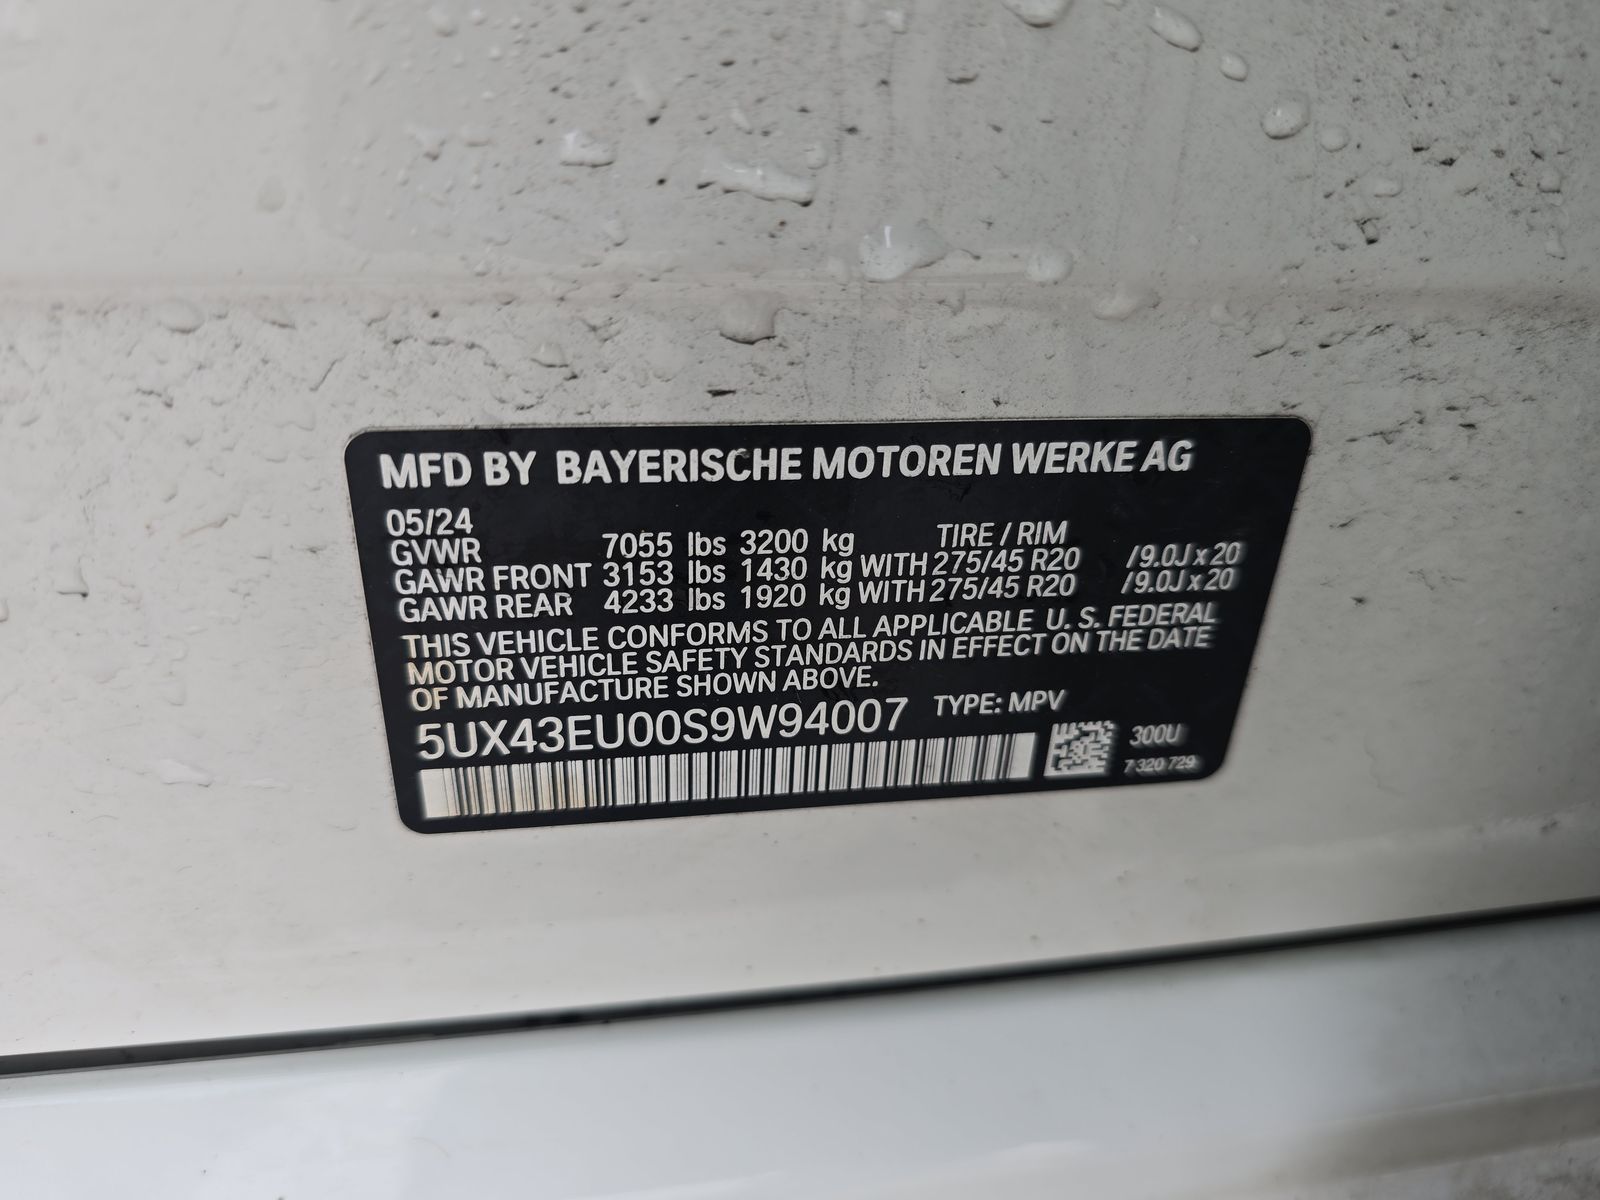 MFD BY BAYERISCHE MOTOREN WERKE AG
05/24 TIRE / RIM
GVWR 7055 lbs 3200 kg
GAWR FRONT 3153 lbs 1430 kg WITH 275/45 R20 /9.0J x 20
GAWR REAR 4233 lbs 1920 kg WITH 275/45 R20 /9.0J x 20
THIS VEHICLE CONFORMS TO ALL APPLICABLE U. S. FEDERAL
MOTOR VEHICLE SAFETY STANDARDS IN EFFECT ON THE DATE
OF MANUFACTURE SHOWN ABOVE.
5UX43EU00S9W94007 TYPE: MPV
300U
7 320 729